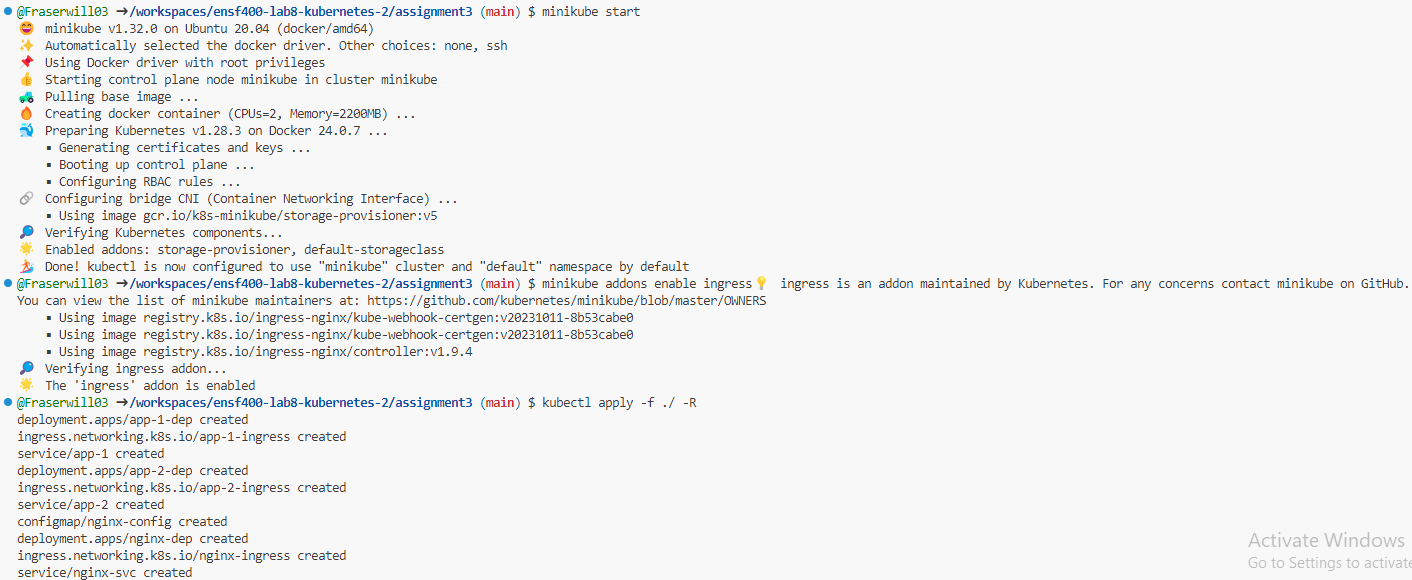 @Fraserwill03 ➜/workspaces/ensf400-lab8-kubernetes-2/assignment3 (main) $ minikube start
😄 minikube v1.32.0 on Ubuntu 20.04 (docker/amd64)
✨ Automatically selected the docker driver. Other choices: none, ssh
📌 Using Docker driver with root privileges
👍 Starting control plane node minikube in cluster minikube
🚜 Pulling base image ...
🔥 Creating docker container (CPUs=2, Memory=2200MB) ...
🐳 Preparing Kubernetes v1.28.3 on Docker 24.0.7 ...
▪ Generating certificates and keys ...
▪ Booting up control plane ...
▪ Configuring RBAC rules ...
🔗 Configuring bridge CNI (Container Networking Interface) ...
▪ Using image gcr.io/k8s-minikube/storage-provisioner:v5
🔎 Verifying Kubernetes components...
🌟 Enabled addons: storage-provisioner, default-storageclass
🏄 Done! kubectl is now configured to use "minikube" cluster and "default" namespace by default
@Fraserwill03 ➜/workspaces/ensf400-lab8-kubernetes-2/assignment3 (main) $ minikube addons enable ingress💡 ingress is an addon maintained by Kubernetes. For any concerns contact minikube on GitHub.
You can view the list of minikube maintainers at: https://github.com/kubernetes/minikube/blob/master/OWNERS
▪ Using image registry.k8s.io/ingress-nginx/kube-webhook-certgen:v20231011-8b53cabe0
▪ Using image registry.k8s.io/ingress-nginx/kube-webhook-certgen:v20231011-8b53cabe0
▪ Using image registry.k8s.io/ingress-nginx/controller:v1.9.4
🔎 Verifying ingress addon...
🌟 The 'ingress' addon is enabled
@Fraserwill03 ➜/workspaces/ensf400-lab8-kubernetes-2/assignment3 (main) $ kubectl apply -f ./ -R
deployment.apps/app-1-dep created
ingress.networking.k8s.io/app-1-ingress created
service/app-1 created
deployment.apps/app-2-dep created
ingress.networking.k8s.io/app-2-ingress created
service/app-2 created
configmap/nginx-config created
deployment.apps/nginx-dep created
ingress.networking.k8s.io/nginx-ingress created
service/nginx-svc created
Activate Windows
Go to Settings to activate